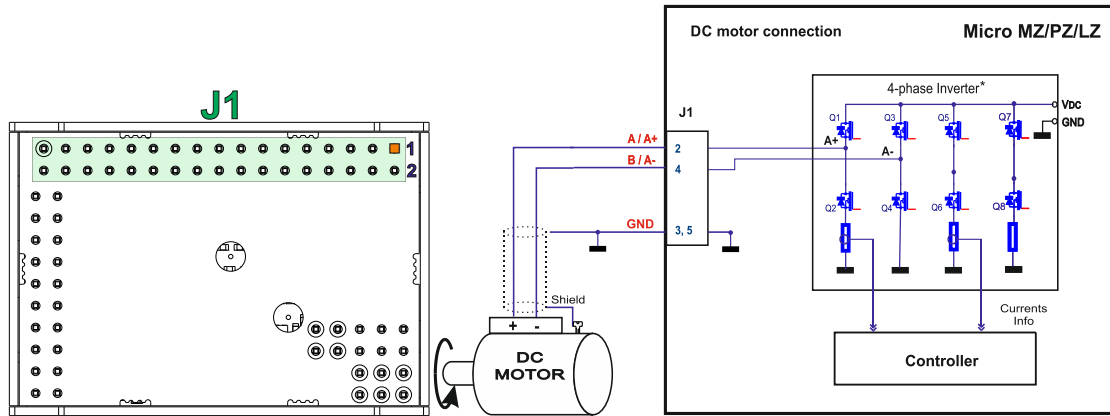 J1
1
2
DC motor connection
Micro MZ/PZ/LZ
4-phase Inverter*
VDC
GND
Q1
Q3
Q5
Q7
A+
A-
Q2
Q4
Q6
Q8
J1
A / A+
2
B / A-
4
GND
3, 5
Shield
+ -
DC
MOTOR
Currents
Info
Controller